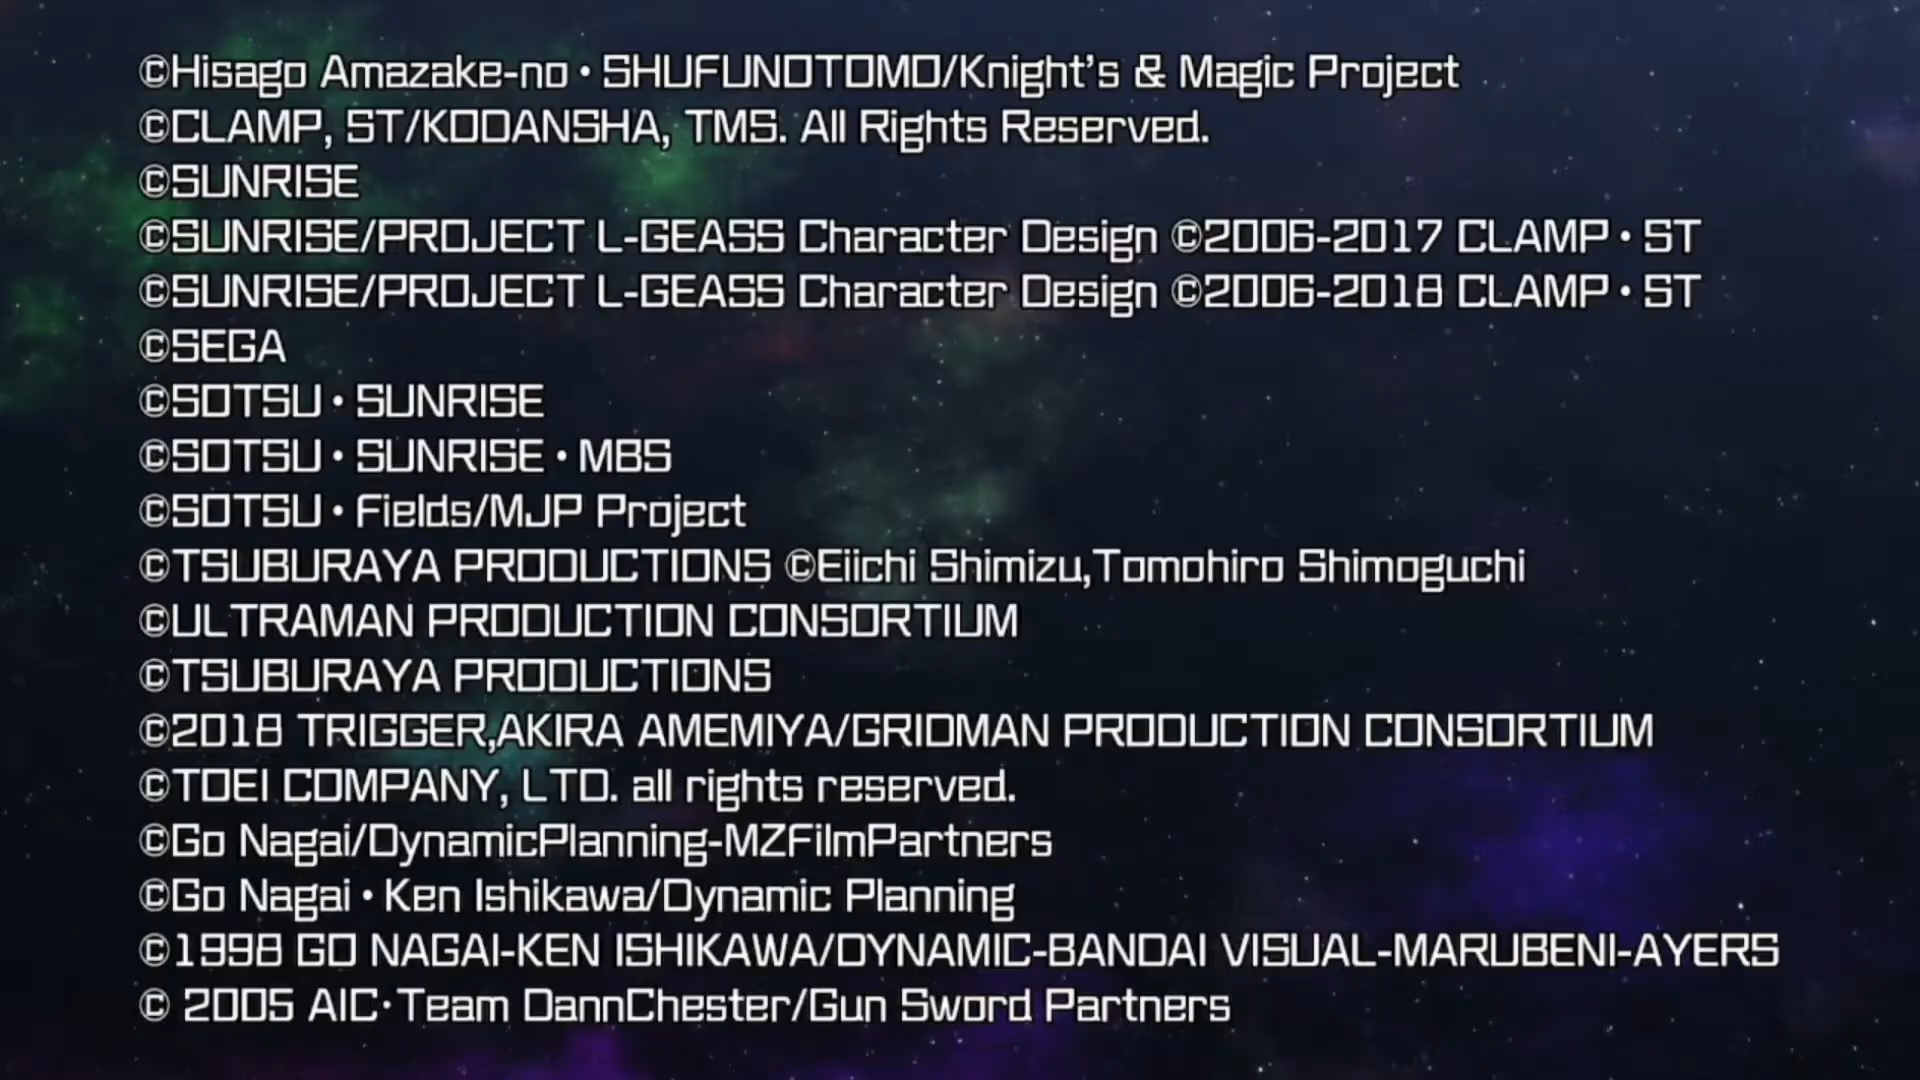 ©Hisago Amazake-no・SHUFUNOTOMO/Knight's & Magic Project
©CLAMP, ST/KODANSHA, TMS. All Rights Reserved.
©SUNRISE
©SUNRISE/PROJECT L-GEASS Character Design ©2006-2017 CLAMP・ST
©SUNRISE/PROJECT L-GEASS Character Design ©2006-2018 CLAMP・ST
©SEGA
©SOTSU・SUNRISE
©SOTSU・SUNRISE・MBS
©SOTSU・Fields/MJP Project
©TSUBURAYA PRODUCTIONS ©Eiichi Shimizu,Tomohiro Shimoguchi
©ULTRAMAN PRODUCTION CONSORTIUM
©TSUBURAYA PRODUCTIONS
©2018 TRIGGER,AKIRA AMEMIYA/GRIDMAN PRODUCTION CONSORTIUM
©TOEI COMPANY, LTD. all rights reserved.
©Go Nagai/DynamicPlanning-MZFilmPartners
©Go Nagai・Ken Ishikawa/Dynamic Planning
©1998 GO NAGAI-KEN ISHIKAWA/DYNAMIC-BANDAI VISUAL-MARUBENI-AYERS
© 2005 AIC・Team DannChester/Gun Sword Partners